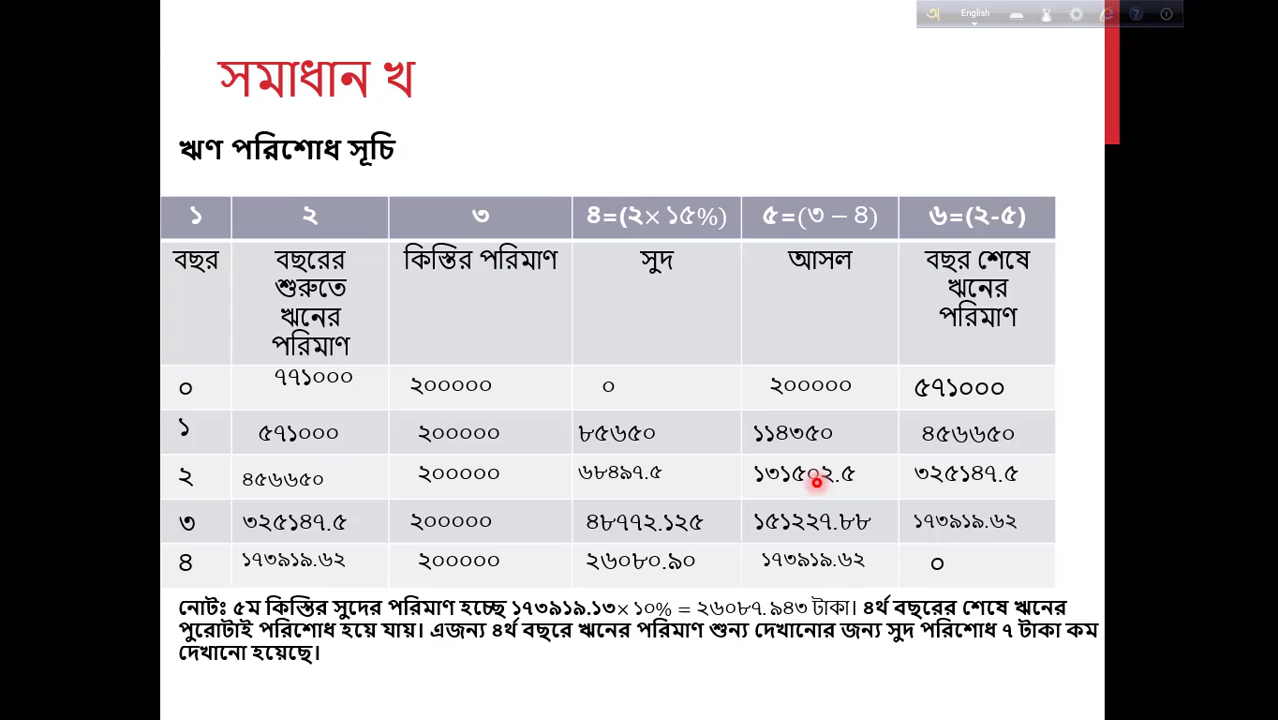 English
সমাধান খ
ঋণ পরিশোধ সূচি
১ ২ ৩ ৪=(২× ১৫%) ৫=(৩ – ৪) ৬=(২-৫)
বছর বছরের শুরুতে ঋনের পরিমাণ কিস্তির পরিমাণ সুদ আসল বছর শেষে ঋনের পরিমাণ
০ ৭৭১০০০ ২০০০০০ ০ ২০০০০০ ৫৭১০০০
১ ৫৭১০০০ ২০০০০০ ৮৫৬৫০ ১১৪৩৫০ ৪৫৬৬৫০
২ ৪৫৬৬৫০ ২০০০০০ ৬৮৪৯৭.৫ ১৩১৫০২.৫ ৩২৫১৪৭.৫
৩ ৩২৫১৪৭.৫ ২০০০০০ ৪৮৭৭২.১২৫ ১৫১২২৭.৮৮ ১৭৩৯১৯.৬২
৪ ১৭৩৯১৯.৬২ ২০০০০০ ২৬০৮০.৯০ ১৭৩৯১৯.৬২ ০
নোটঃ ৫ম কিস্তির সুদের পরিমাণ হচ্ছে ১৭৩৯১৯.১৩× ১০% = ২৬০৮৭.৯৪৩ টাকা। ৪র্থ বছরের শেষে ঋনের
পুরোটাই পরিশোধ হয়ে যায়। এজন্য ৪র্থ বছরে ঋনের পরিমাণ শুন্য দেখানোর জন্য সুদ পরিশোধ ৭ টাকা কম
দেখানো হয়েছে।